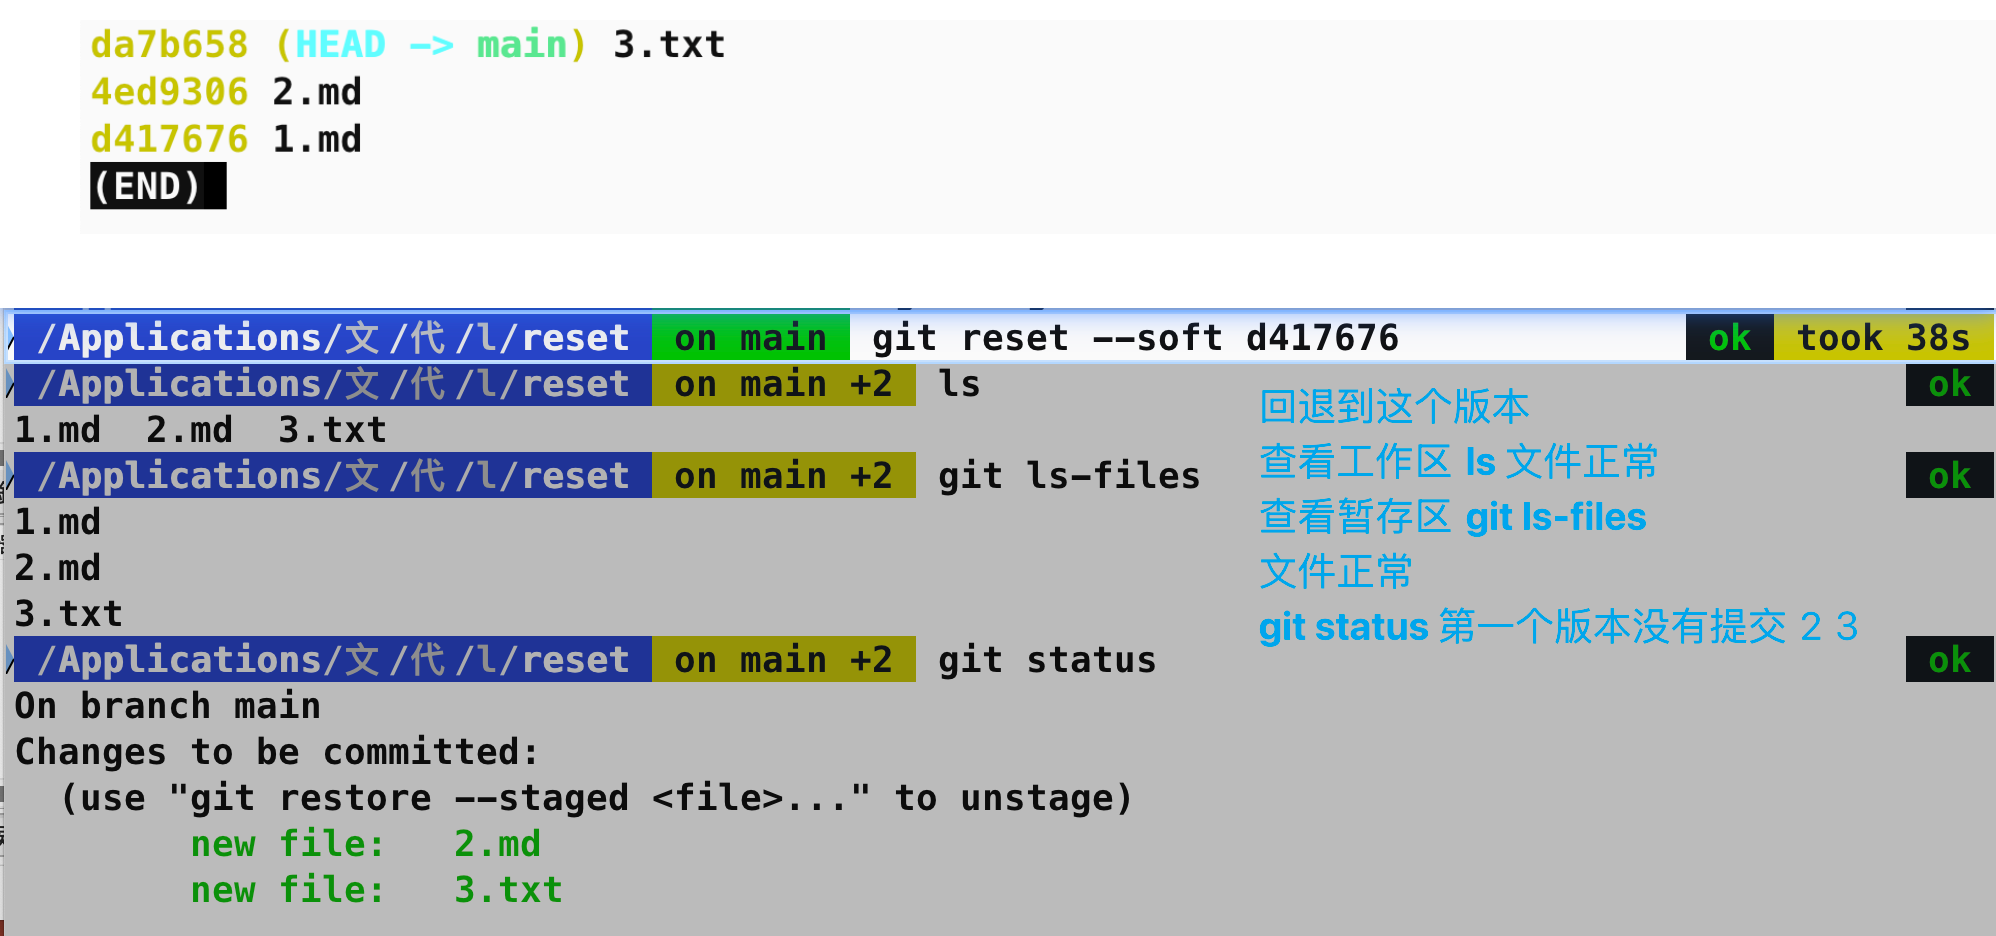 da7b658 (HEAD -> main) 3.txt
4ed9306 2.md
d417676 1.md
(END)
/Applications/文/代/l/reset on main git reset --soft d417676 ok took 38s
/Applications/文/代/l/reset on main +2 ls ok
1.md 2.md 3.txt
回退到这个版本
/Applications/文/代/l/reset on main +2 git ls-files ok
查看工作区 ls 文件正常
1.md
查看暂存区 git ls-files
2.md
文件正常
3.txt
git status 第一个版本没有提交 2 3
/Applications/文/代/l/reset on main +2 git status ok
On branch main
Changes to be committed:
(use "git restore --staged <file>..." to unstage)
new file: 2.md
new file: 3.txt